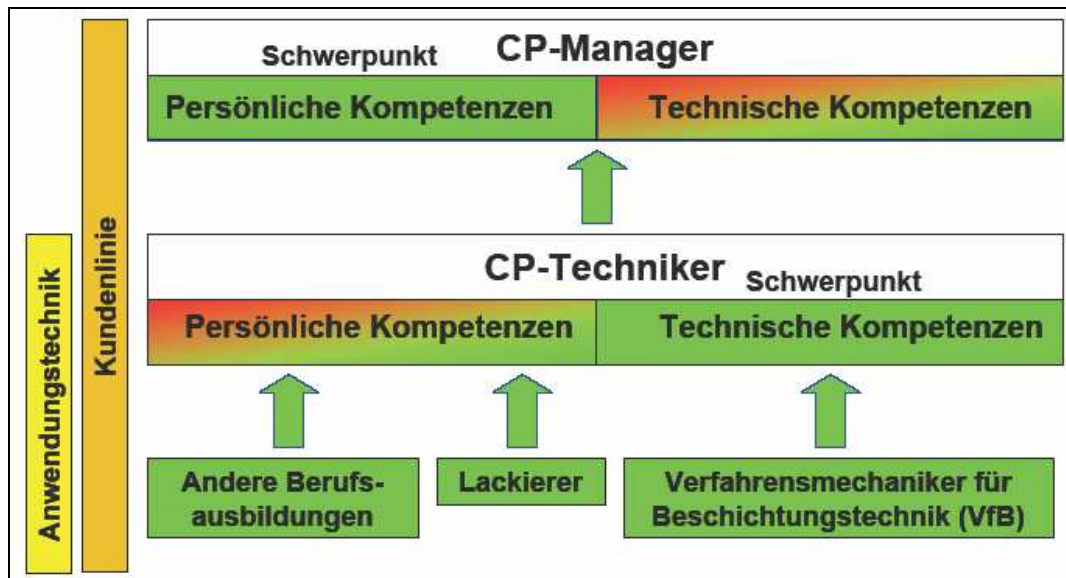 Schwerpunkt CP-Manager
Persönliche Kompetenzen Technische Kompetenzen
CP-Techniker Schwerpunkt
Persönliche Kompetenzen Technische Kompetenzen
Andere Berufs-
ausbildungen
Lackierer
Verfahrensmechaniker für
Beschichtungstechnik (VfB)
Anwendungstechnik
Kundenlinie